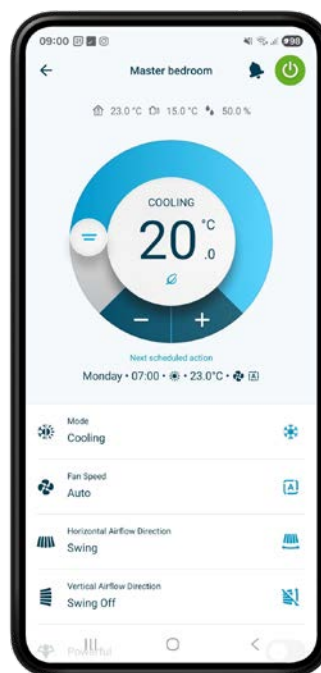 09:00 98
Master bedroom
23.0 °C 15.0 °C 50.0 %
COOLING
20 °C
.0
Next scheduled action
Monday • 07:00 • • 23.0°C • A
Mode
Cooling
Fan Speed
Auto A
Horizontal Airflow Direction
Swing
Vertical Airflow Direction
Swing Off
Powerful